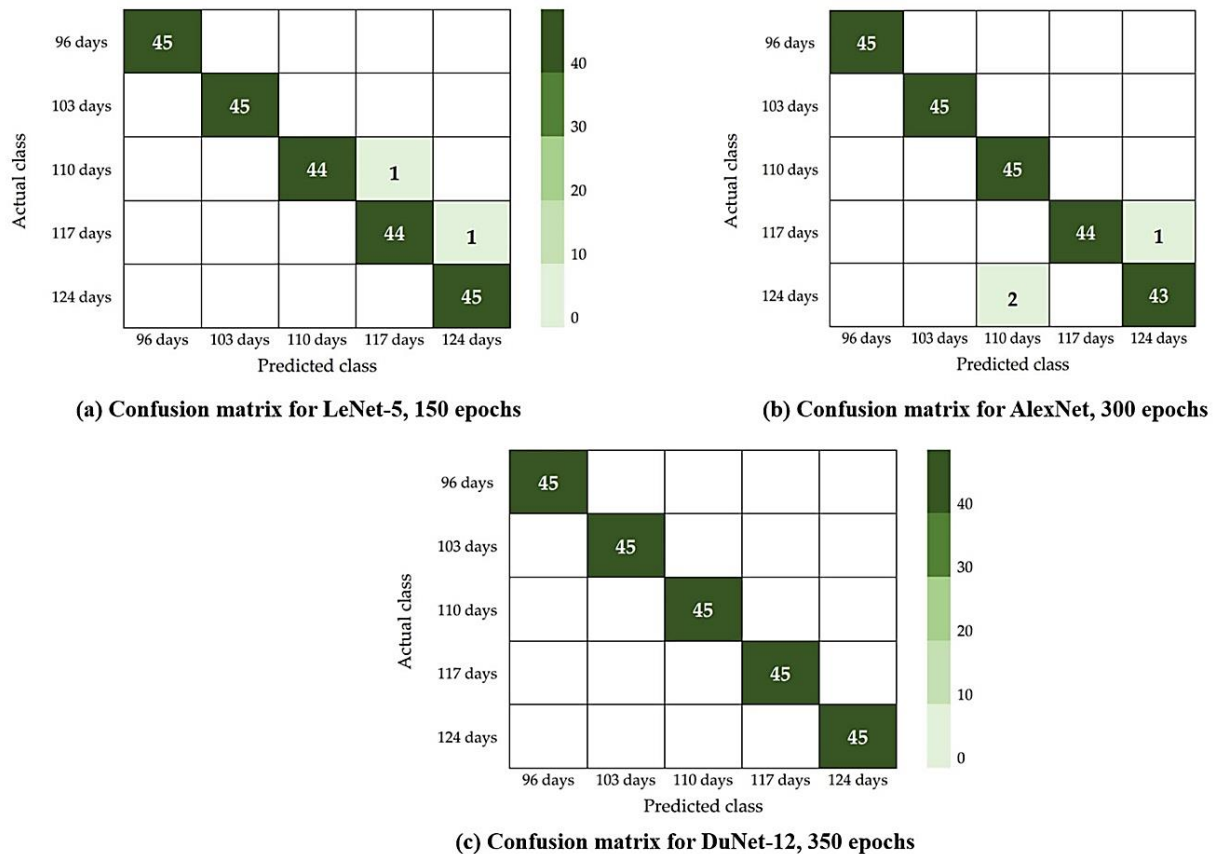 96 days 45
103 days 45
110 days 44 1
117 days 44 1
124 days 45
96 days 103 days 110 days 117 days 124 days
Predicted class
Actual class
40
30
20
10
0
(a) Confusion matrix for LeNet-5, 150 epochs
96 days 45
103 days 45
110 days 45
117 days 44 1
124 days 2 43
96 days 103 days 110 days 117 days 124 days
Predicted class
Actual class
40
30
20
10
0
(b) Confusion matrix for AlexNet, 300 epochs
96 days 45
103 days 45
110 days 45
117 days 45
124 days 45
96 days 103 days 110 days 117 days 124 days
Predicted class
Actual class
40
30
20
10
0
(c) Confusion matrix for DuNet-12, 350 epochs